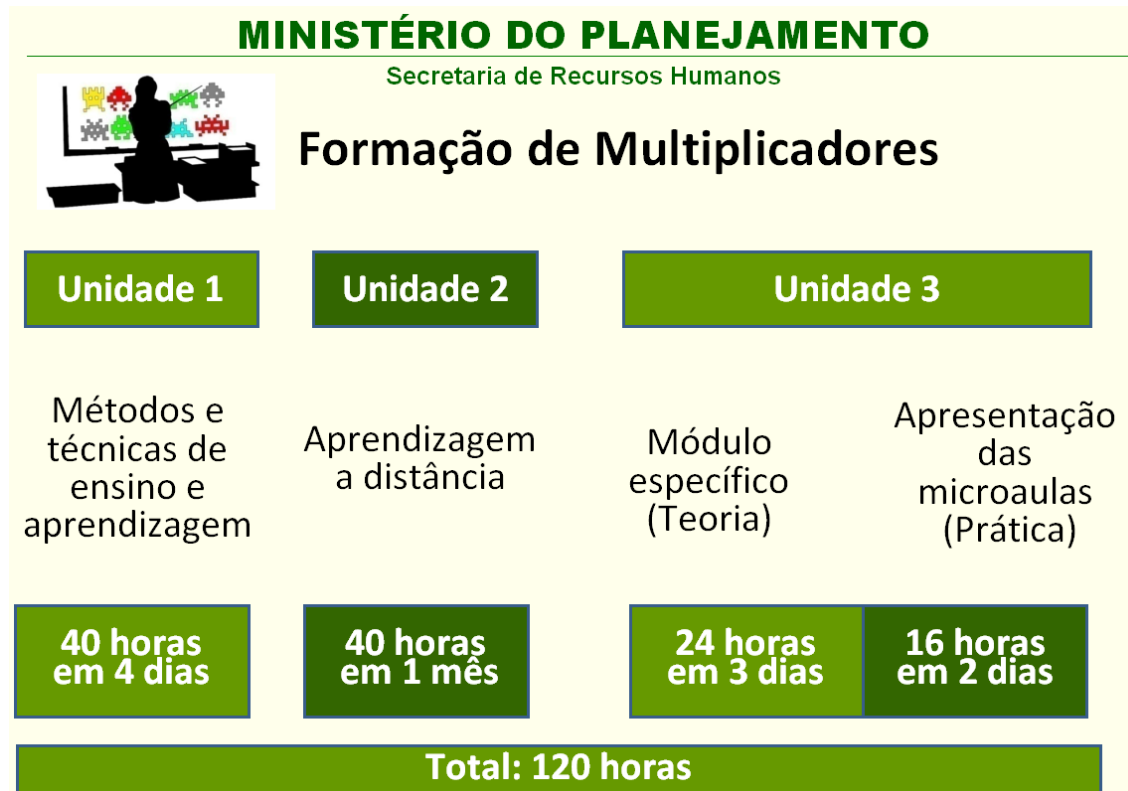 MINISTÉRIO DO PLANEJAMENTO
Secretaria de Recursos Humanos
Formação de Multiplicadores
Unidade 1
Unidade 2
Unidade 3
Métodos e
técnicas de
ensino e
aprendizagem
Aprendizagem
a distância
Módulo
específico
(Teoria)
Apresentação
das
microaulas
(Prática)
40 horas
em 4 dias
40 horas
em 1 mês
24 horas
em 3 dias
16 horas
em 2 dias
Total: 120 horas